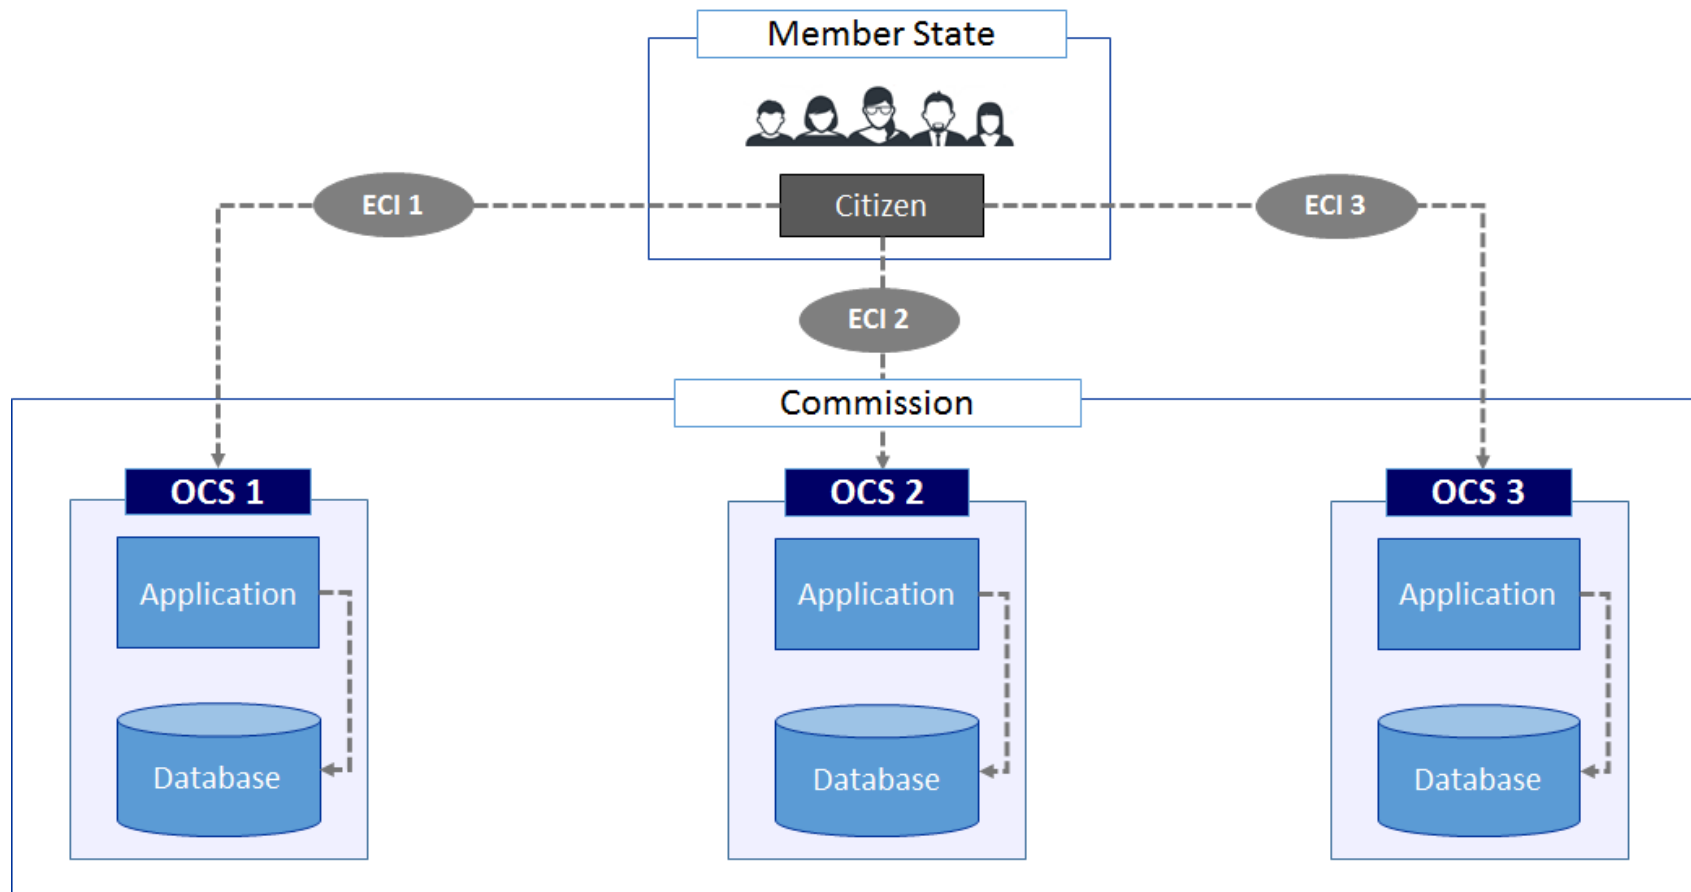 Member State
Citizen
ECI 1
ECI 3
ECI 2
Commission
OCS 1
OCS 2
OCS 3
Application
Application
Application
Database
Database
Database